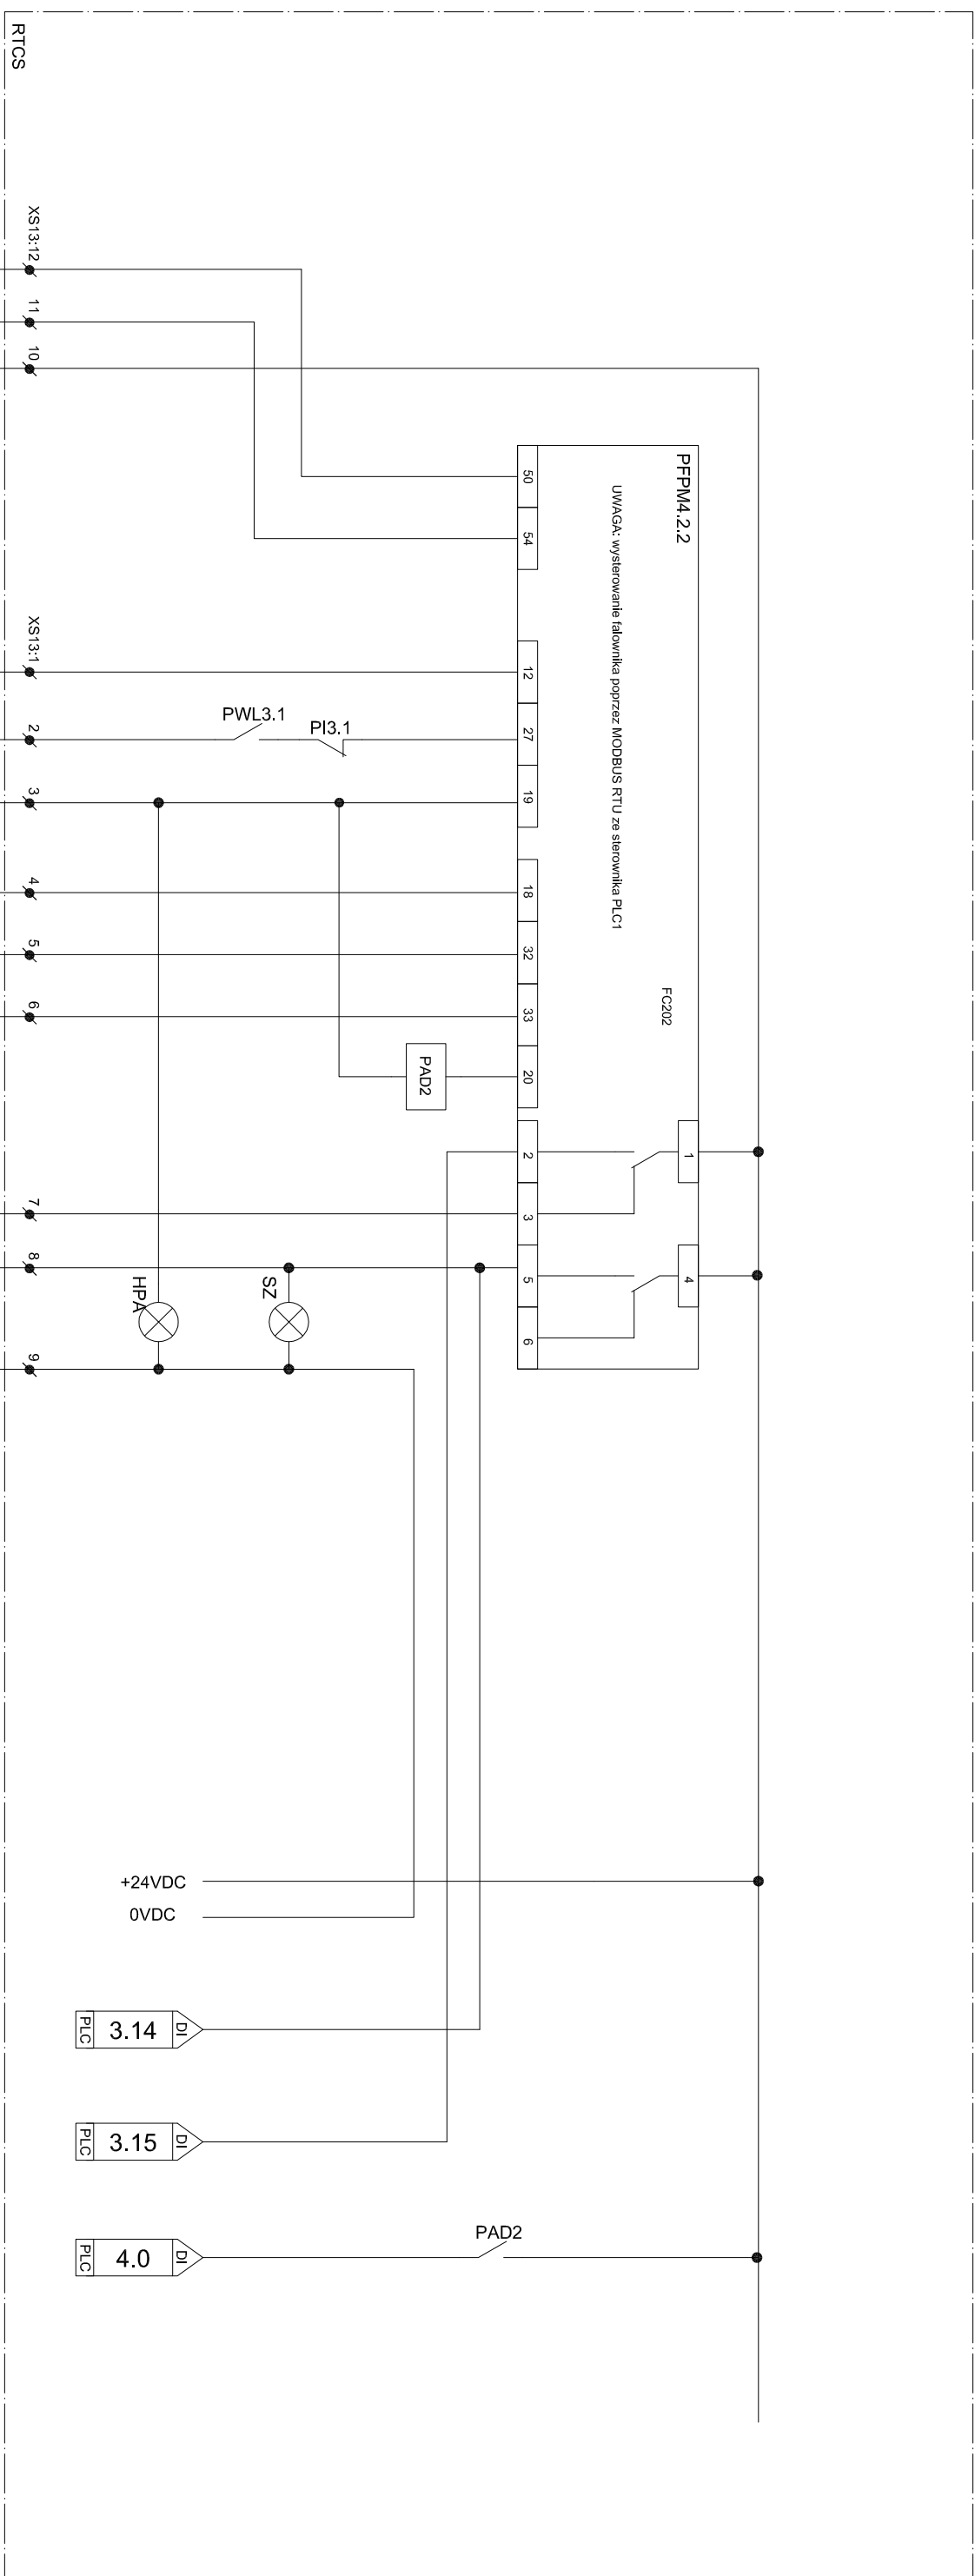 RTCS
XS13:12
11
10
PFPM4.2.2
UWAGA: wysterowanie falownika poprzez MODBUS RTU ze sterownika PLC1
FC202
50
54
XS13:1
12
2
PWL3.1
PI3.1
27
3
19
4
18
5
32
6
33
PAD2
20
2
1
7
3
8
5
4
HPA
SZ
6
9
+24VDC
0VDC
PLC 3.14 DI
PLC 3.15 DI
PAD2
PLC 4.0 DI